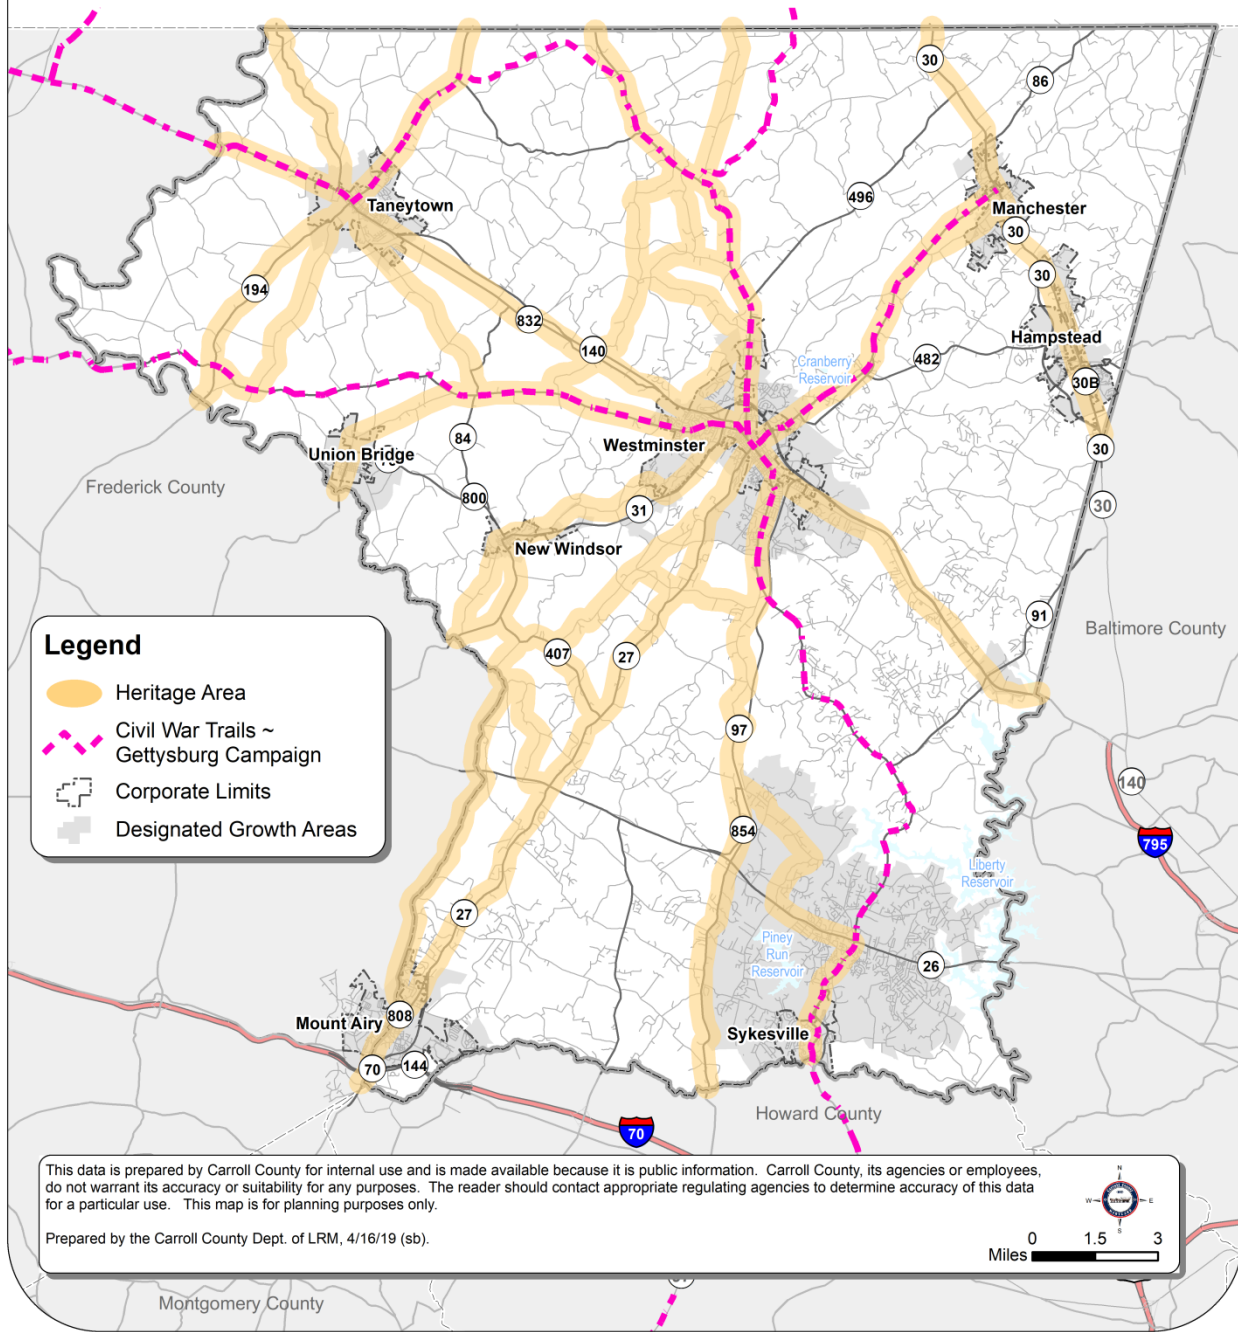 30
86
496
Taneytown
Manchester
30
30
194
832
140
Hampstead
Cranberry
Reservoir
482
30B
Westminster
84
Union Bridge
30
Frederick County
800
31
30
New Windsor
91
Baltimore County
407
27
Legend
Heritage Area
Civil War Trails ~
Gettysburg Campaign
Corporate Limits
Designated Growth Areas
97
140
854
795
Liberty
Reservoir
27
Piney
Run
Reservoir
26
808
Mount Airy
Sykesville
70
144
Howard County
70
This data is prepared by Carroll County for internal use and is made available because it is public information. Carroll County, its agencies or employees,
do not warrant its accuracy or suitability for any purposes. The reader should contact appropriate regulating agencies to determine accuracy of this data
for a particular use. This map is for planning purposes only.
Prepared by the Carroll County Dept. of LRM, 4/16/19 (sb).
N
W
E
S
0 1.5 3
Miles
Montgomery County